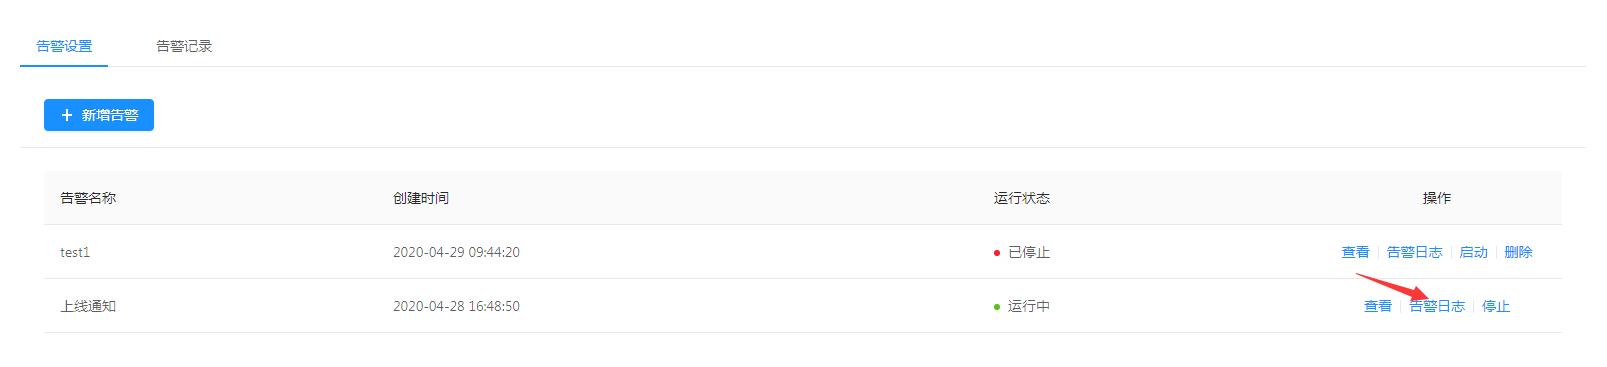 告警设置 告警记录
+ 新增告警
告警名称 创建时间 运行状态 操作
test1 2020-04-29 09:44:20 已停止 查看 告警日志 启动 删除
上线通知 2020-04-28 16:48:50 运行中 查看 告警日志 停止